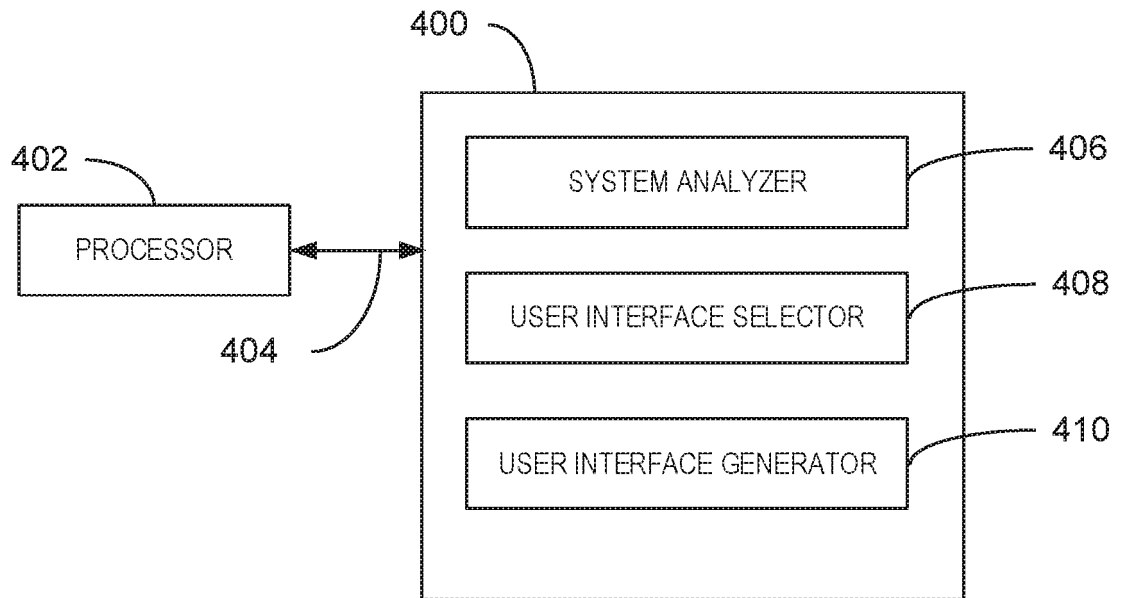 400
402
PROCESSOR
404
SYSTEM ANALYZER
406
USER INTERFACE SELECTOR
408
USER INTERFACE GENERATOR
410